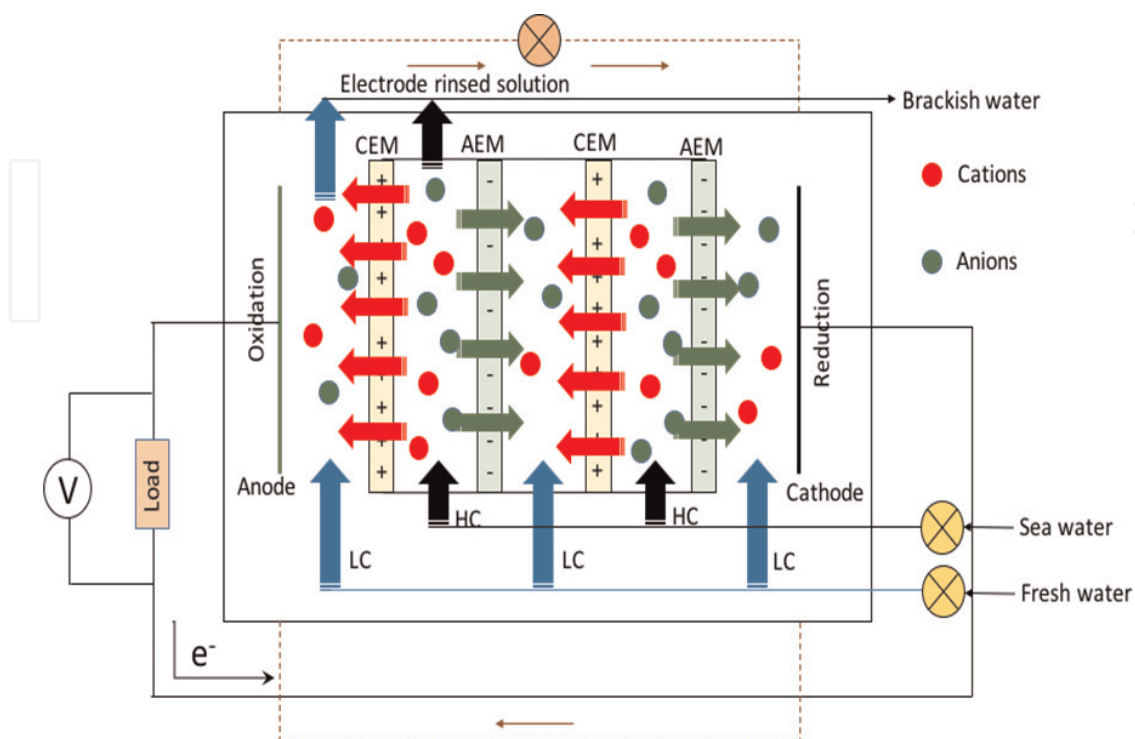 Electrode rinsed solution
Brackish water
CEM
AEM
CEM
AEM
Cations
Anions
Oxidation
Reduction
Anode
Cathode
HC
HC
LC
LC
LC
Sea water
Fresh water
V
Load
e-